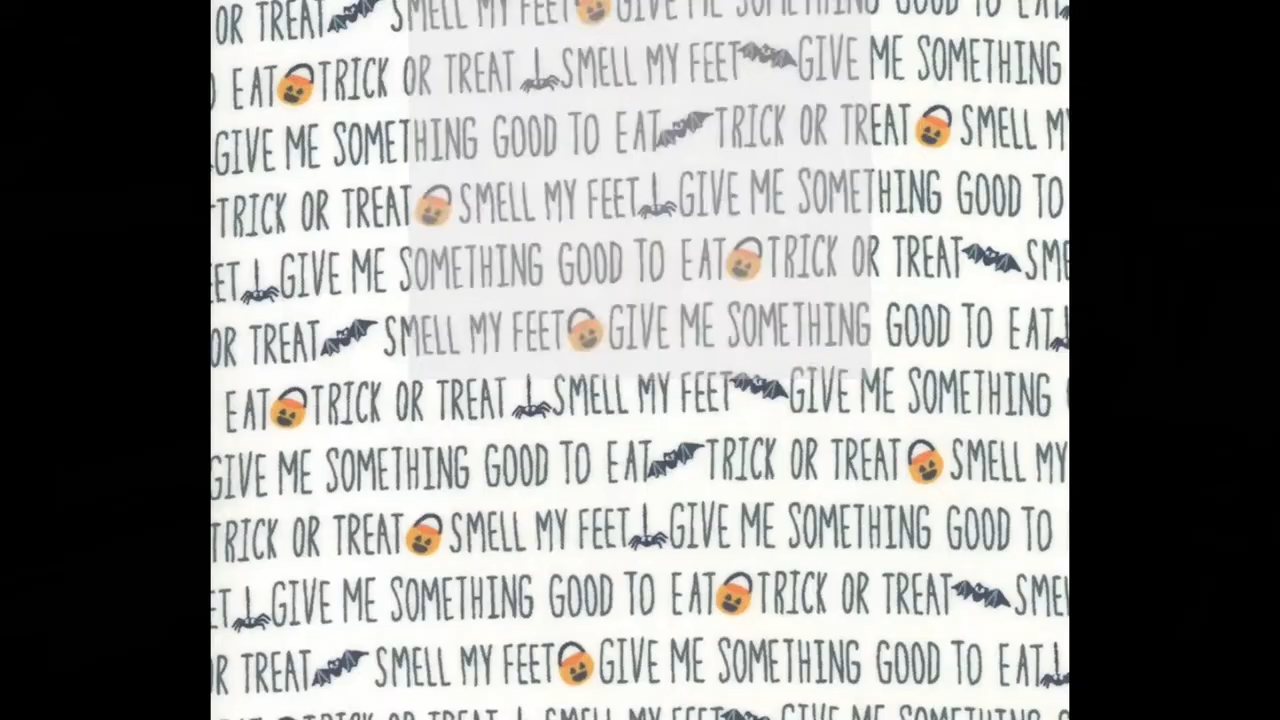 OR TREAT SMELL MY FEET GIVE ME SOMETHING GOOD TO EAT
EAT TRICK OR TREAT SMELL MY FEET GIVE ME SOMETHING
GIVE ME SOMETHING GOOD TO EAT TRICK OR TREAT SMELL MY
TRICK OR TREAT SMELL MY FEET GIVE ME SOMETHING GOOD TO
EET GIVE ME SOMETHING GOOD TO EAT TRICK OR TREAT SME
OR TREAT SMELL MY FEET GIVE ME SOMETHING GOOD TO EAT
EAT TRICK OR TREAT SMELL MY FEET GIVE ME SOMETHING
GIVE ME SOMETHING GOOD TO EAT TRICK OR TREAT SMELL MY
TRICK OR TREAT SMELL MY FEET GIVE ME SOMETHING GOOD TO
ET GIVE ME SOMETHING GOOD TO EAT TRICK OR TREAT SME
OR TREAT SMELL MY FEET GIVE ME SOMETHING GOOD TO EAT